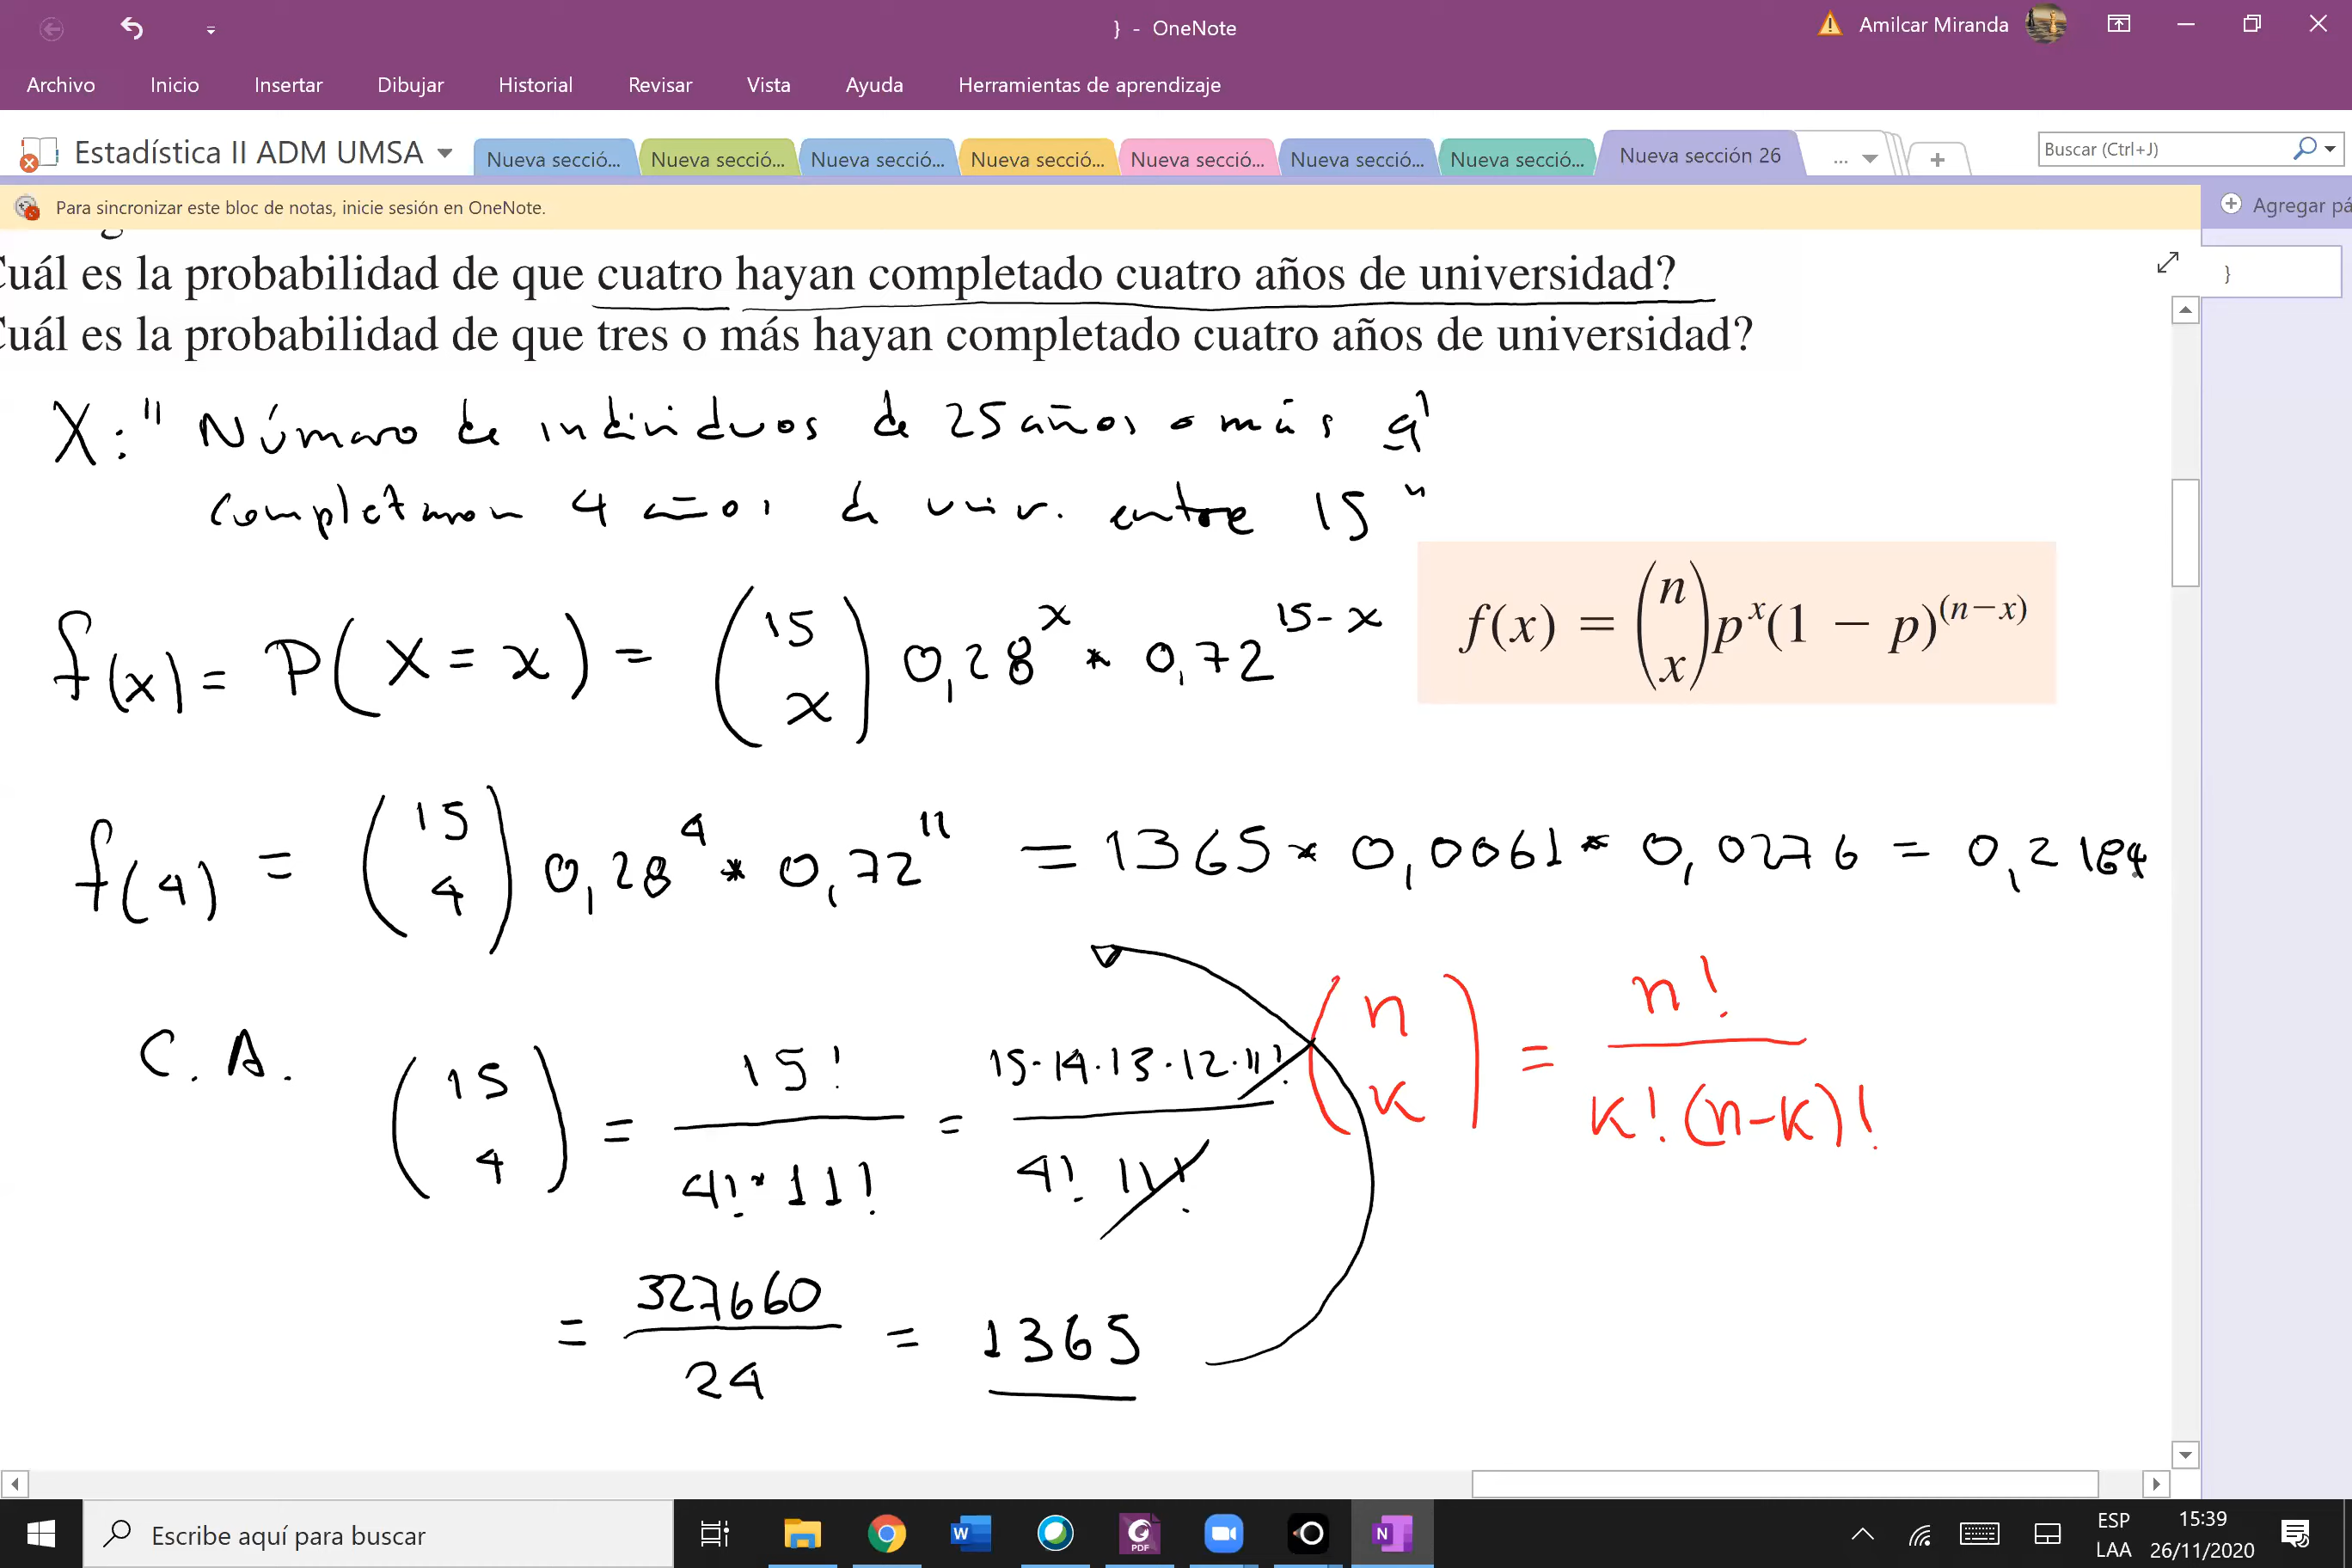 } - OneNote
Amilcar Miranda
Archivo Inicio Insertar Dibujar Historial Revisar Vista Ayuda Herramientas de aprendizaje
Estadística II ADM UMSA
Nueva secció... Nueva secció... Nueva secció... Nueva secció... Nueva secció... Nueva secció... Nueva secció... Nueva sección 26 ... +
Buscar (Ctrl+J)
Para sincronizar este bloc de notas, inicie sesión en OneNote.
Agregar pá
}
Cuál es la probabilidad de que cuatro hayan completado cuatro años de universidad?
Cuál es la probabilidad de que tres o más hayan completado cuatro años de universidad?
X: " Número de individuos de 25 años o más q'
completaron 4 años de univ. entre 15 "
f(x) = P(X = x) = (15 x) 0,28^x * 0,72^15-x
f(x) = (n x) p^x (1 − p)^(n−x)
f(4) = (15 4) 0,28^4 * 0,72^11 = 1365 * 0,0061 * 0,0276 = 0,2184
C. A. (15 4) = 15! / 4! * 11! = 15·14·13·12·11! / 4! 11!
(n k) = n! / k! (n-k)!
= 327660 / 24 = 1365
Escribe aquí para buscar
ESP
LAA
15:39
26/11/2020